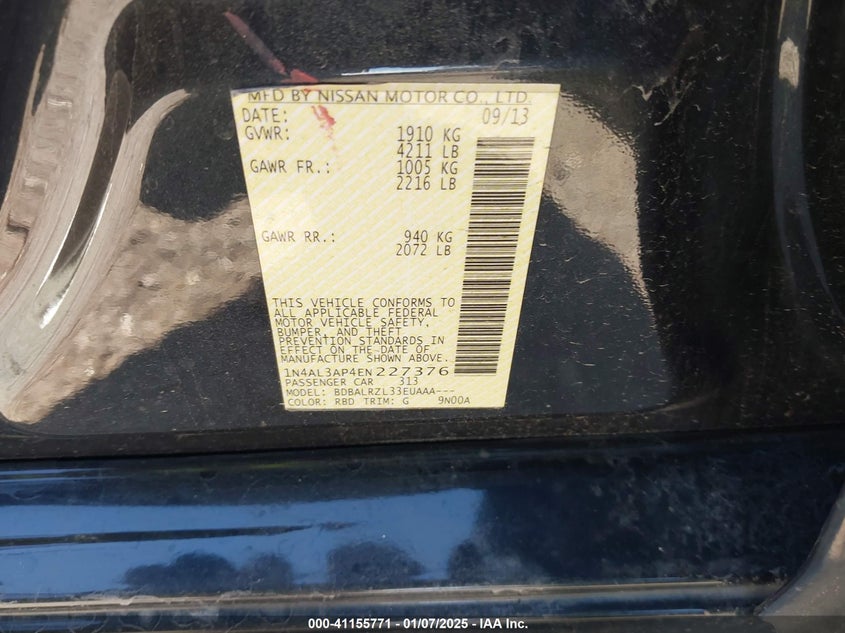 MFD BY NISSAN MOTOR CO., LTD.
DATE: 09/13
GVWR: 1910 KG
4211 LB
GAWR FR.: 1005 KG
2216 LB
GAWR RR.: 940 KG
2072 LB
THIS VEHICLE CONFORMS TO
ALL APPLICABLE FEDERAL
MOTOR VEHICLE SAFETY,
BUMPER, AND THEFT
PREVENTION STANDARDS IN
EFFECT ON THE DATE OF
MANUFACTURE SHOWN ABOVE.
1N4AL3AP4EN227376
PASSENGER CAR 313
MODEL: BDBALRZL33EUAAA---
COLOR: RBD TRIM: G 9N00A
000-41155771 - 01/07/2025 - IAA Inc.